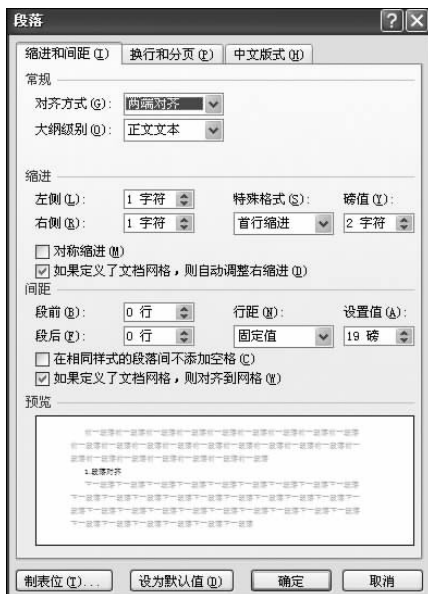 段落
缩进和间距(I) 换行和分页(P) 中文版式(H)
常规
对齐方式(G): 两端对齐
大纲级别(O): 正文文本
缩进
左侧(L): 1 字符 特殊格式(S): 磅值(Y):
右侧(R): 1 字符 首行缩进 2 字符
对称缩进(M)
如果定义了文档网格，则自动调整右缩进(D)
间距
段前(B): 0 行 行距(N): 设置值(A):
段后(F): 0 行 固定值 19 磅
在相同样式的段落间不添加空格(C)
如果定义了文档网格，则对齐到网格(W)
预览
1.段落对齐
制表位(T)... 设为默认值(D) 确定 取消